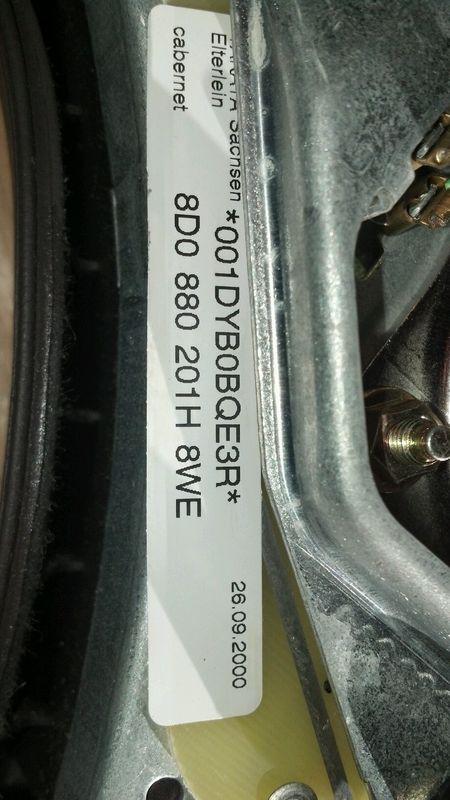 Sachsen *001DYB0BQE3R* 26.09.2000
Elterlein
cabernet 8D0 880 201H 8WE